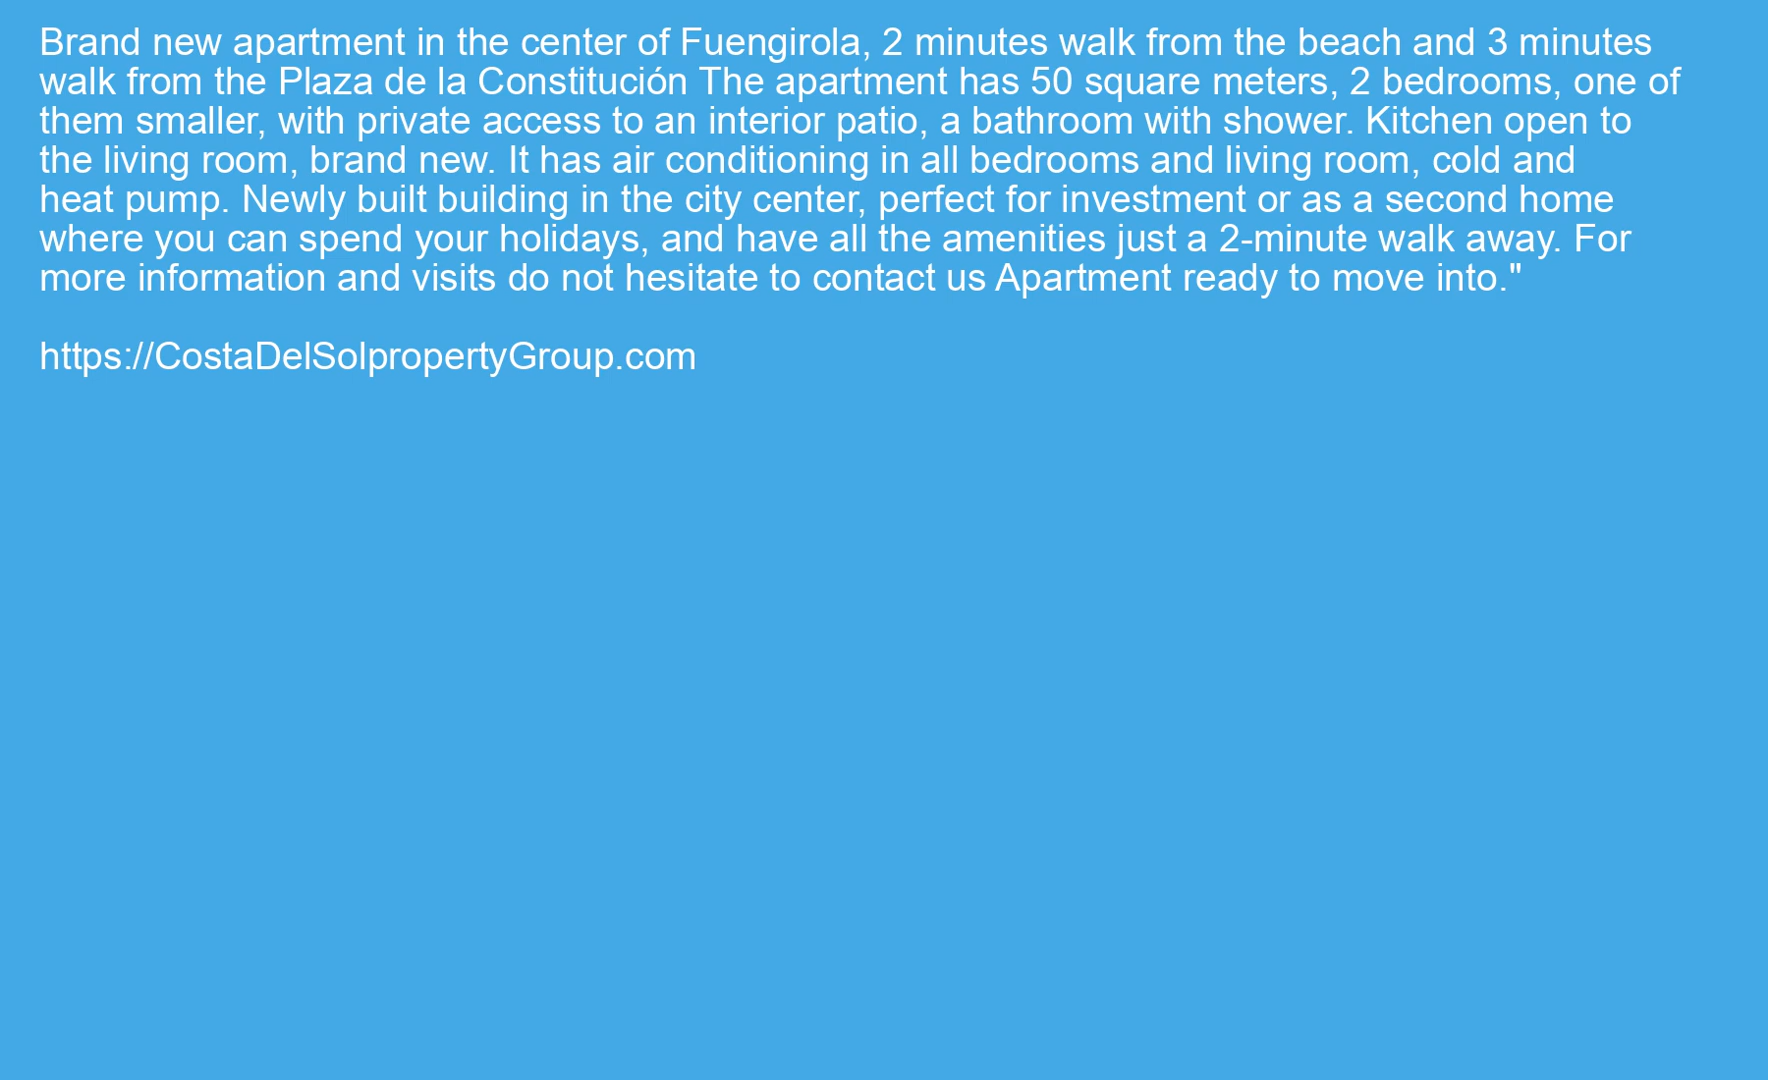 Brand new apartment in the center of Fuengirola, 2 minutes walk from the beach and 3 minutes
walk from the Plaza de la Constitución The apartment has 50 square meters, 2 bedrooms, one of
them smaller, with private access to an interior patio, a bathroom with shower. Kitchen open to
the living room, brand new. It has air conditioning in all bedrooms and living room, cold and
heat pump. Newly built building in the city center, perfect for investment or as a second home
where you can spend your holidays, and have all the amenities just a 2-minute walk away. For
more information and visits do not hesitate to contact us Apartment ready to move into."
https://CostaDelSolpropertyGroup.com